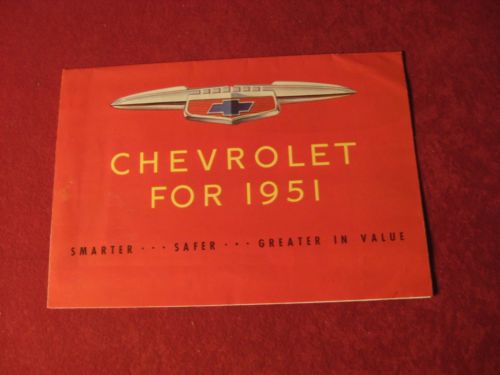 CHEVROLET
FOR 1951
SMARTER ··· SAFER ··· GREATER IN VALUE